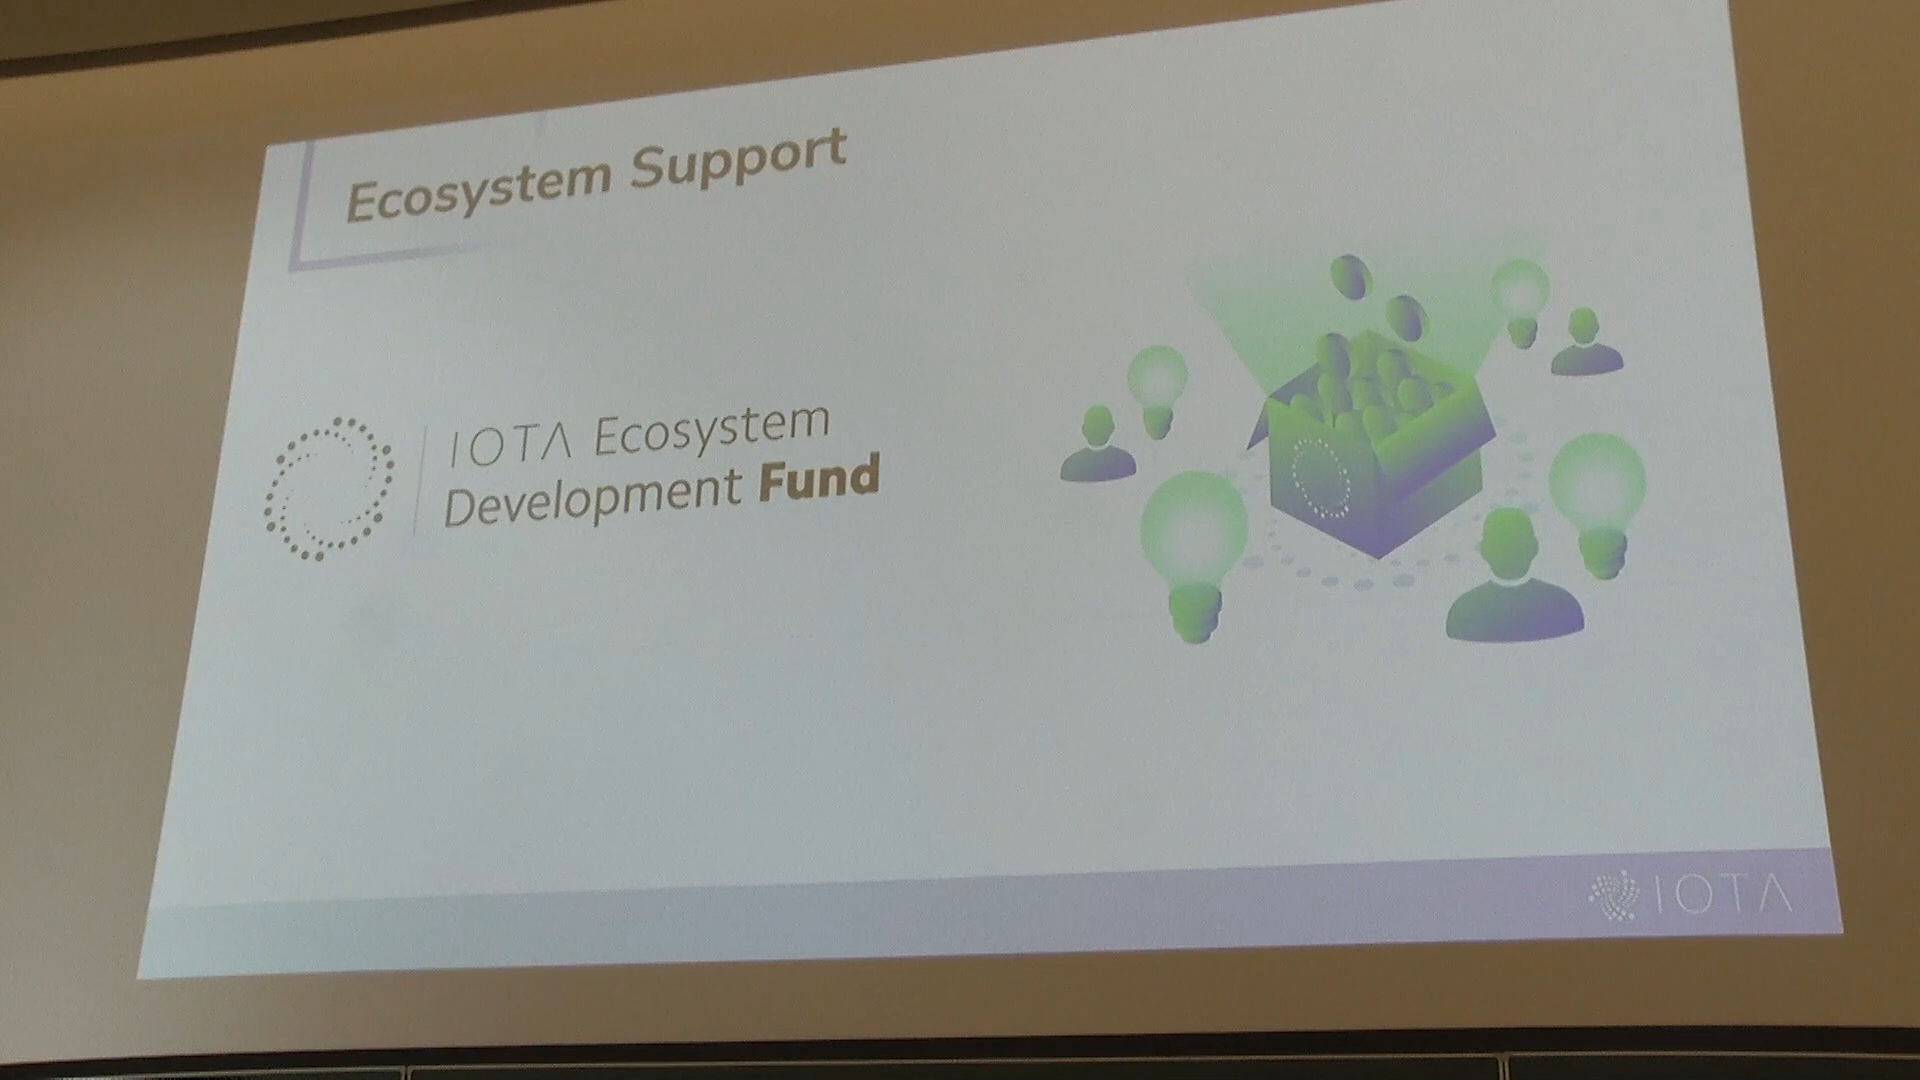 Ecosystem Support
IOTA Ecosystem
Development Fund
IOTA